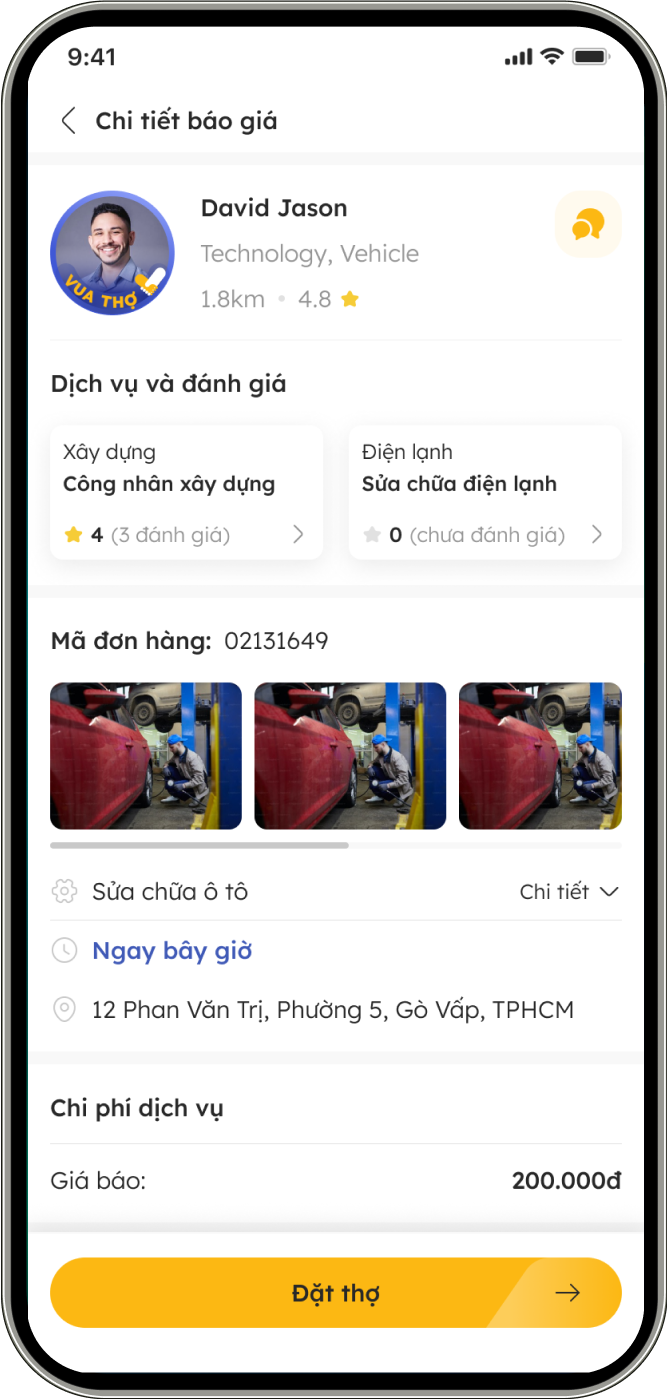 9:41
Chi tiết báo giá
David Jason
Technology, Vehicle
1.8km • 4.8
VUA THỢ
Dịch vụ và đánh giá
Xây dựng
Công nhân xây dựng
4 (3 đánh giá)
Điện lạnh
Sửa chữa điện lạnh
0 (chưa đánh giá)
Mã đơn hàng: 02131649
Sửa chữa ô tô
Chi tiết
Ngay bây giờ
12 Phan Văn Trị, Phường 5, Gò Vấp, TPHCM
Chi phí dịch vụ
Giá báo: 200.000đ
Đặt thợ